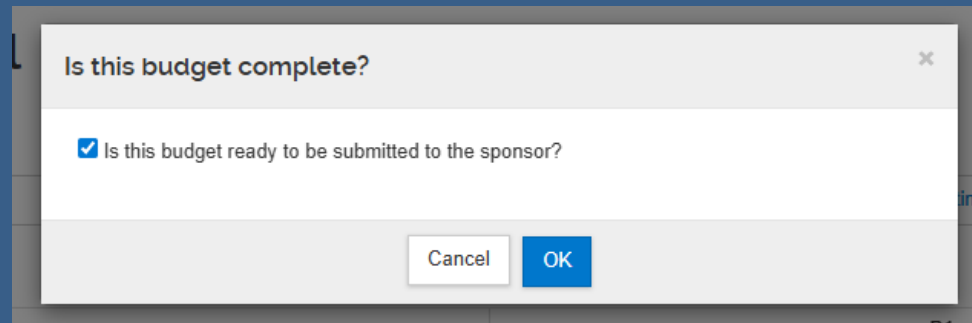 Is this budget complete?
×
Is this budget ready to be submitted to the sponsor?
Cancel
OK